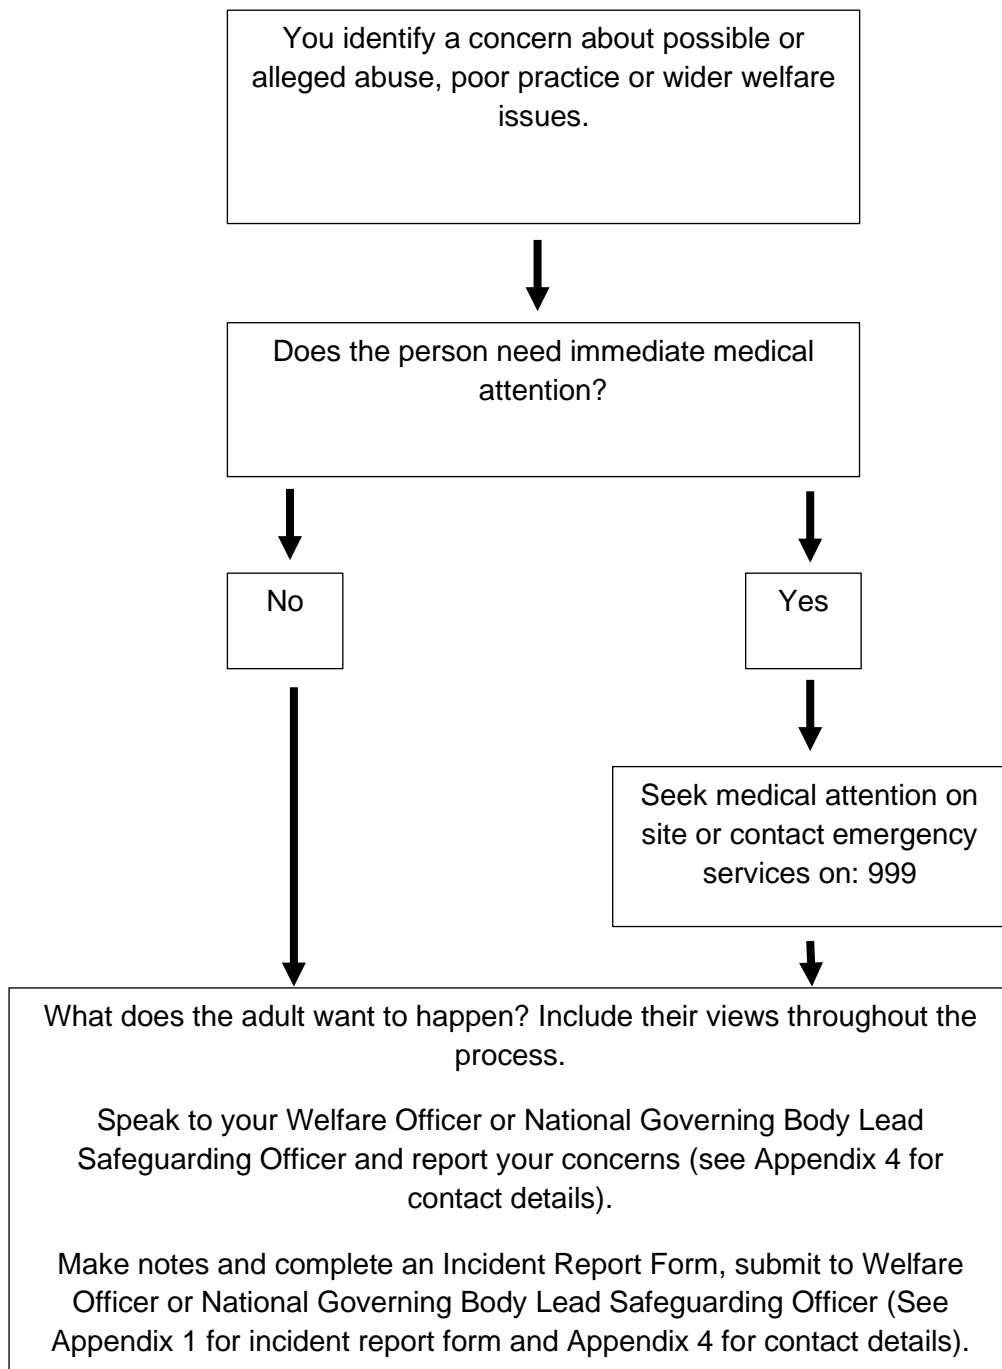 You identify a concern about possible or
alleged abuse, poor practice or wider welfare
issues.
Does the person need immediate medical
attention?
No
Yes
Seek medical attention on
site or contact emergency
services on: 999
What does the adult want to happen? Include their views throughout the
process.
Speak to your Welfare Officer or National Governing Body Lead
Safeguarding Officer and report your concerns (see Appendix 4 for
contact details).
Make notes and complete an Incident Report Form, submit to Welfare
Officer or National Governing Body Lead Safeguarding Officer (See
Appendix 1 for incident report form and Appendix 4 for contact details).